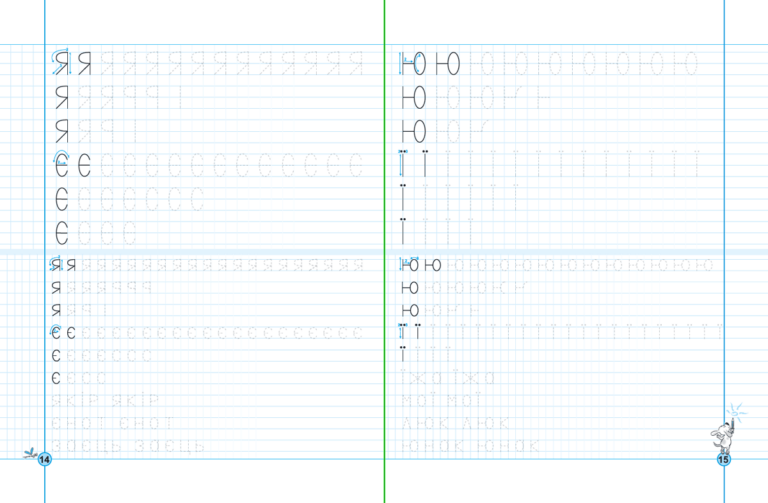 Я Я Я Я Я Я Я Я Я Я Я Я Я Я
Я Я Я Я
Я Я
Є Є Є Є Є Є Є Є Є Є Є Є Є Є
Є Є Є Є Є Є Є
Є Є Є Є
я я я я я я я я я я я я я я я я я я я я я
я я я я
я я
є є є є є є є є є є є є є є є є є є є є є
є є є є є є є
є є є є
якір якір
єнот єнот
заєць заєць
14
Ю Ю Ю Ю Ю Ю Ю Ю Ю
Ю Ю Ю
Ю Ю
Ї Ї Ї Ї Ї Ї Ї Ї Ї Ї Ї Ї Ї Ї
Ї Ї Ї Ї Ї Ї
Ї Ї Ї Ї
ю ю ю ю ю ю ю ю ю ю ю ю ю ю
ю ю ю ю
ю ю
ї ї ї ї ї ї ї ї ї ї ї ї ї ї ї ї ї ї ї ї ї ї
ї ї ї ї
їжа їжа
мої мої
люк люк
юнак юнак
15